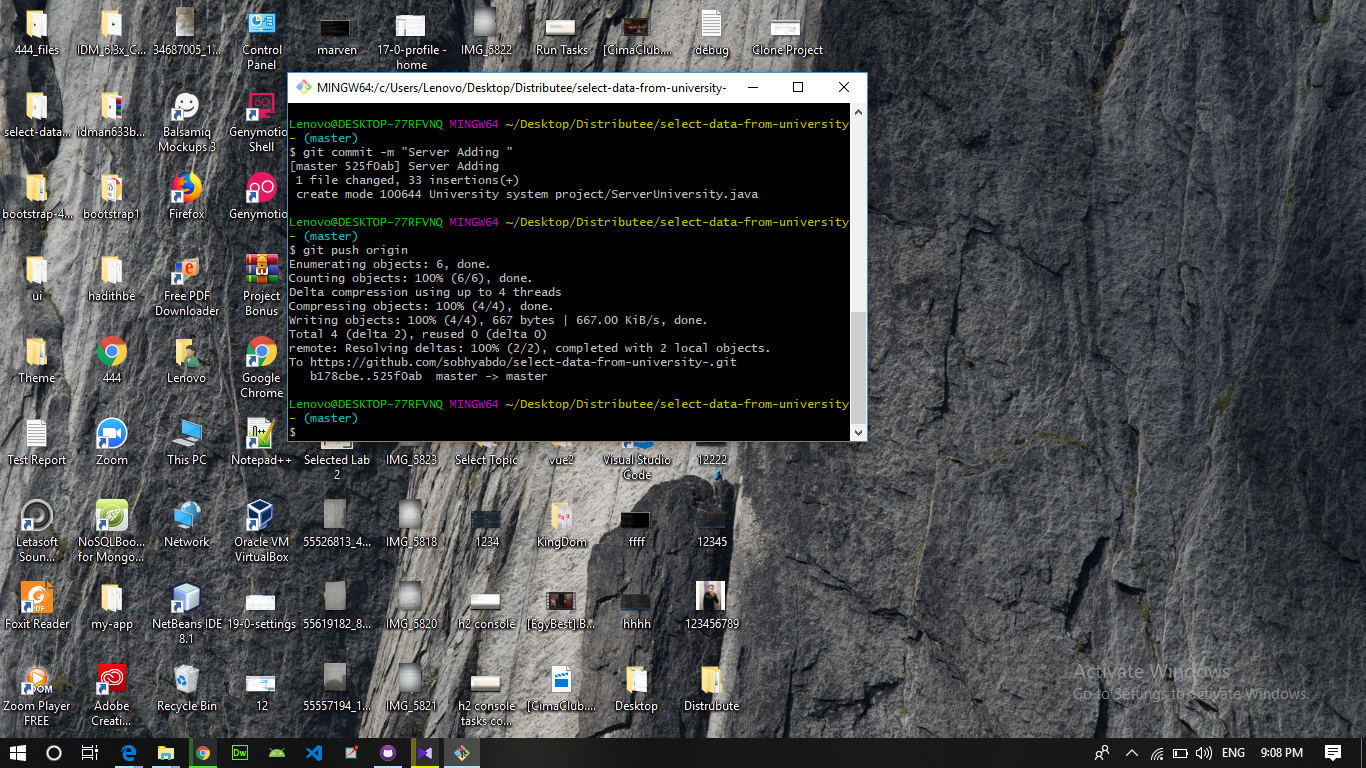 444_files
IDM_6.3x_C...
34687005_1...
Control
Panel
marven
17-0-profile -
home
IMG_5822
Run Tasks
[CimaClub....
debug
Clone Project
select-data...
idman633b...
Balsamiq
Mockups 3
Genymotion
Shell
bootstrap-4...
bootstrap1
Firefox
Genymotio
ui
hadithbe
Free PDF
Downloader
Project
Bonus
Theme
444
Lenovo
Google
Chrome
MINGW64:/c/Users/Lenovo/Desktop/Distributee/select-data-from-university-
Lenovo@DESKTOP-77RFVNQ MINGW64 ~/Desktop/Distributee/select-data-from-university
- (master)
$ git commit -m "Server Adding "
[master 525f0ab] Server Adding
1 file changed, 33 insertions(+)
create mode 100644 University system project/ServerUniversity.java
Lenovo@DESKTOP-77RFVNQ MINGW64 ~/Desktop/Distributee/select-data-from-university
- (master)
$ git push origin
Enumerating objects: 6, done.
Counting objects: 100% (6/6), done.
Delta compression using up to 4 threads
Compressing objects: 100% (4/4), done.
Writing objects: 100% (4/4), 667 bytes | 667.00 KiB/s, done.
Total 4 (delta 2), reused 0 (delta 0)
remote: Resolving deltas: 100% (2/2), completed with 2 local objects.
To https://github.com/sobhyabdo/select-data-from-university-.git
b178cbe..525f0ab master -> master
Lenovo@DESKTOP-77RFVNQ MINGW64 ~/Desktop/Distributee/select-data-from-university
- (master)
$
Test Report
Zoom
This PC
Notepad++
Selected Lab
2
IMG_5823
Select Topic
vue2
Visual Studio
Code
12222
Letasoft
Soun...
NoSQLBoo...
for Mongo...
Network
Oracle VM
VirtualBox
55526813_4...
IMG_5818
1234
KingDom
ffff
12345
Foxit Reader
my-app
NetBeans IDE
8.1
19-0-settings
55619182_8...
IMG_5820
h2 console
[EgyBest].B...
hhhh
123456789
Zoom Player
FREE
Adobe
Creati...
Recycle Bin
12
55557194_1...
IMG_5821
h2 console
tasks co...
[CimaClub....
Desktop
Distrubute
Activate Windows
Go to Settings to activate Windows.
Dw
ENG
9:08 PM